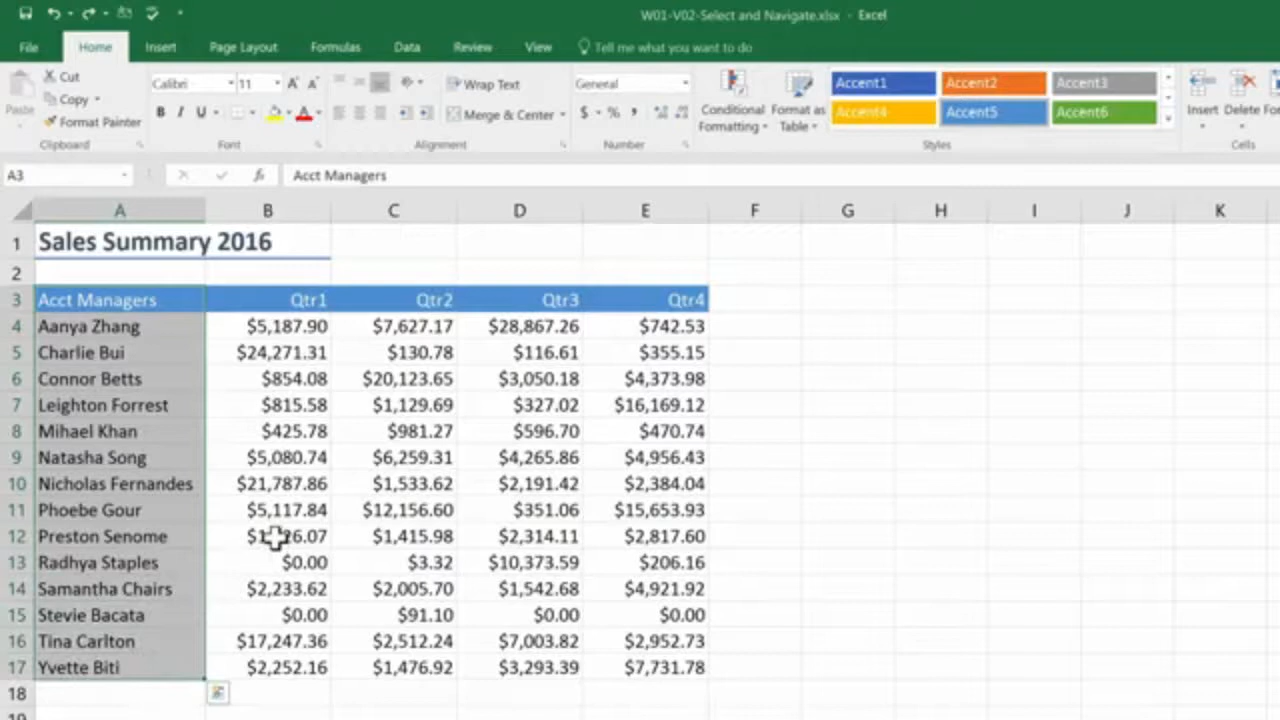 W01-V02-Select and Navigate.xlsx - Excel
File Home Insert Page Layout Formulas Data Review View Tell me what you want to do
Paste
Cut
Copy
Format Painter
Clipboard
Calibri 11
B I U
Font
Wrap Text
Merge & Center
Alignment
General
$ % ,
Number
Conditional Formatting
Format as Table
Accent1 Accent2 Accent3
Accent4 Accent5 Accent6
Styles
Insert Delete
Cells
A3 fx Acct Managers
A B C D E F G H I J K
1 Sales Summary 2016
2
3 Acct Managers Qtr1 Qtr2 Qtr3 Qtr4
4 Aanya Zhang $5,187.90 $7,627.17 $28,867.26 $742.53
5 Charlie Bui $24,271.31 $130.78 $116.61 $355.15
6 Connor Betts $854.08 $20,123.65 $3,050.18 $4,373.98
7 Leighton Forrest $815.58 $1,129.69 $327.02 $16,169.12
8 Mihael Khan $425.78 $981.27 $596.70 $470.74
9 Natasha Song $5,080.74 $6,259.31 $4,265.86 $4,956.43
10 Nicholas Fernandes $21,787.86 $1,533.62 $2,191.42 $2,384.04
11 Phoebe Gour $5,117.84 $12,156.60 $351.06 $15,653.93
12 Preston Senome $1,415.98 $2,314.11 $2,817.60
13 Radhya Staples $0.00 $3.32 $10,373.59 $206.16
14 Samantha Chairs $2,233.62 $2,005.70 $1,542.68 $4,921.92
15 Stevie Bacata $0.00 $91.10 $0.00 $0.00
16 Tina Carlton $17,247.36 $2,512.24 $7,003.82 $2,952.73
17 Yvette Biti $2,252.16 $1,476.92 $3,293.39 $7,731.78
18